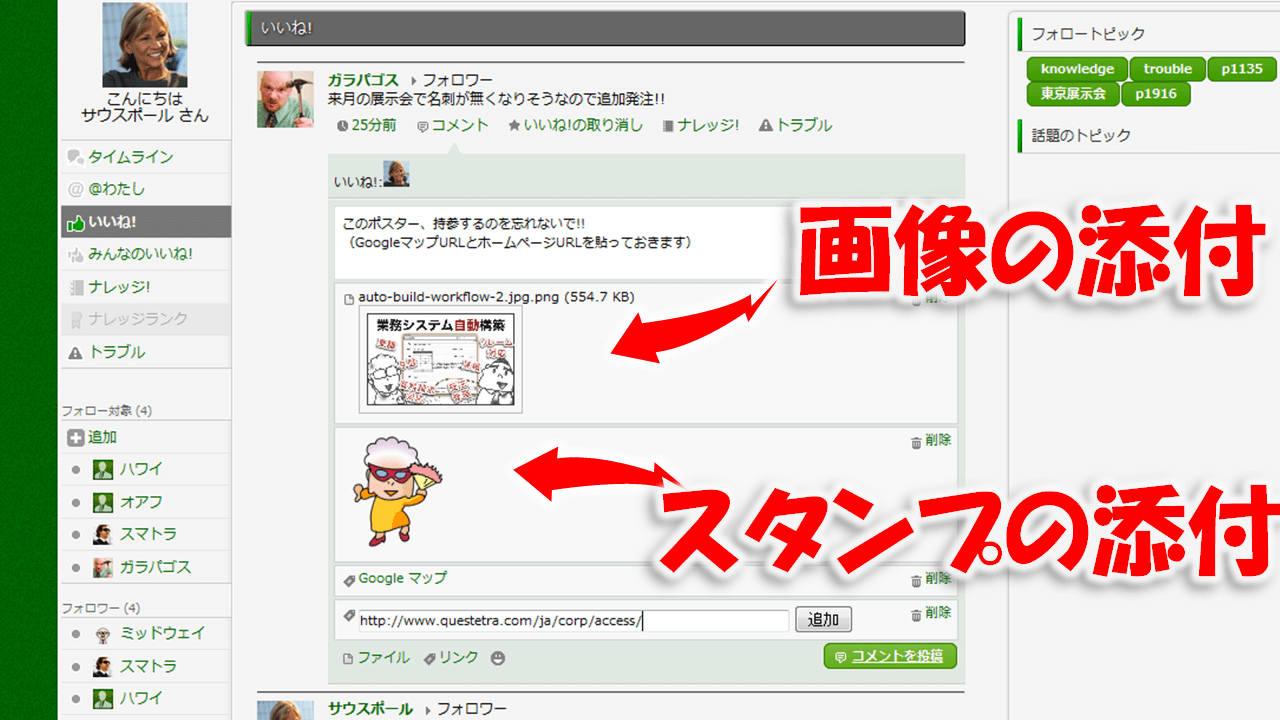 こんにちは
サウスポール さん
タイムライン
@わたし
いいね!
みんなのいいね!
ナレッジ!
ナレッジランク
トラブル
フォロー対象 (4)
追加
ハワイ
オアフ
スマトラ
ガラパゴス
フォロワー (4)
ミッドウェイ
スマトラ
ハワイ
いいね!
ガラパゴス フォロワー
来月の展示会で名刺が無くなりそうなので追加発注!!
25分前 コメント いいね!の取り消し ナレッジ! トラブル
いいね!:
このポスター、持参するのを忘れないで!!
（GoogleマップURLとホームページURLを貼っておきます）
auto-build-workflow-2.jpg.png (554.7 KB) 削除
業務システム自動構築
画像の添付
削除
スタンプの添付
Google マップ 削除
http://www.questetra.com/ja/corp/access/ 追加 削除
ファイル リンク コメントを投稿
サウスポール フォロワー
フォロートピック
knowledge trouble p1135
東京展示会 p1916
話題のトピック